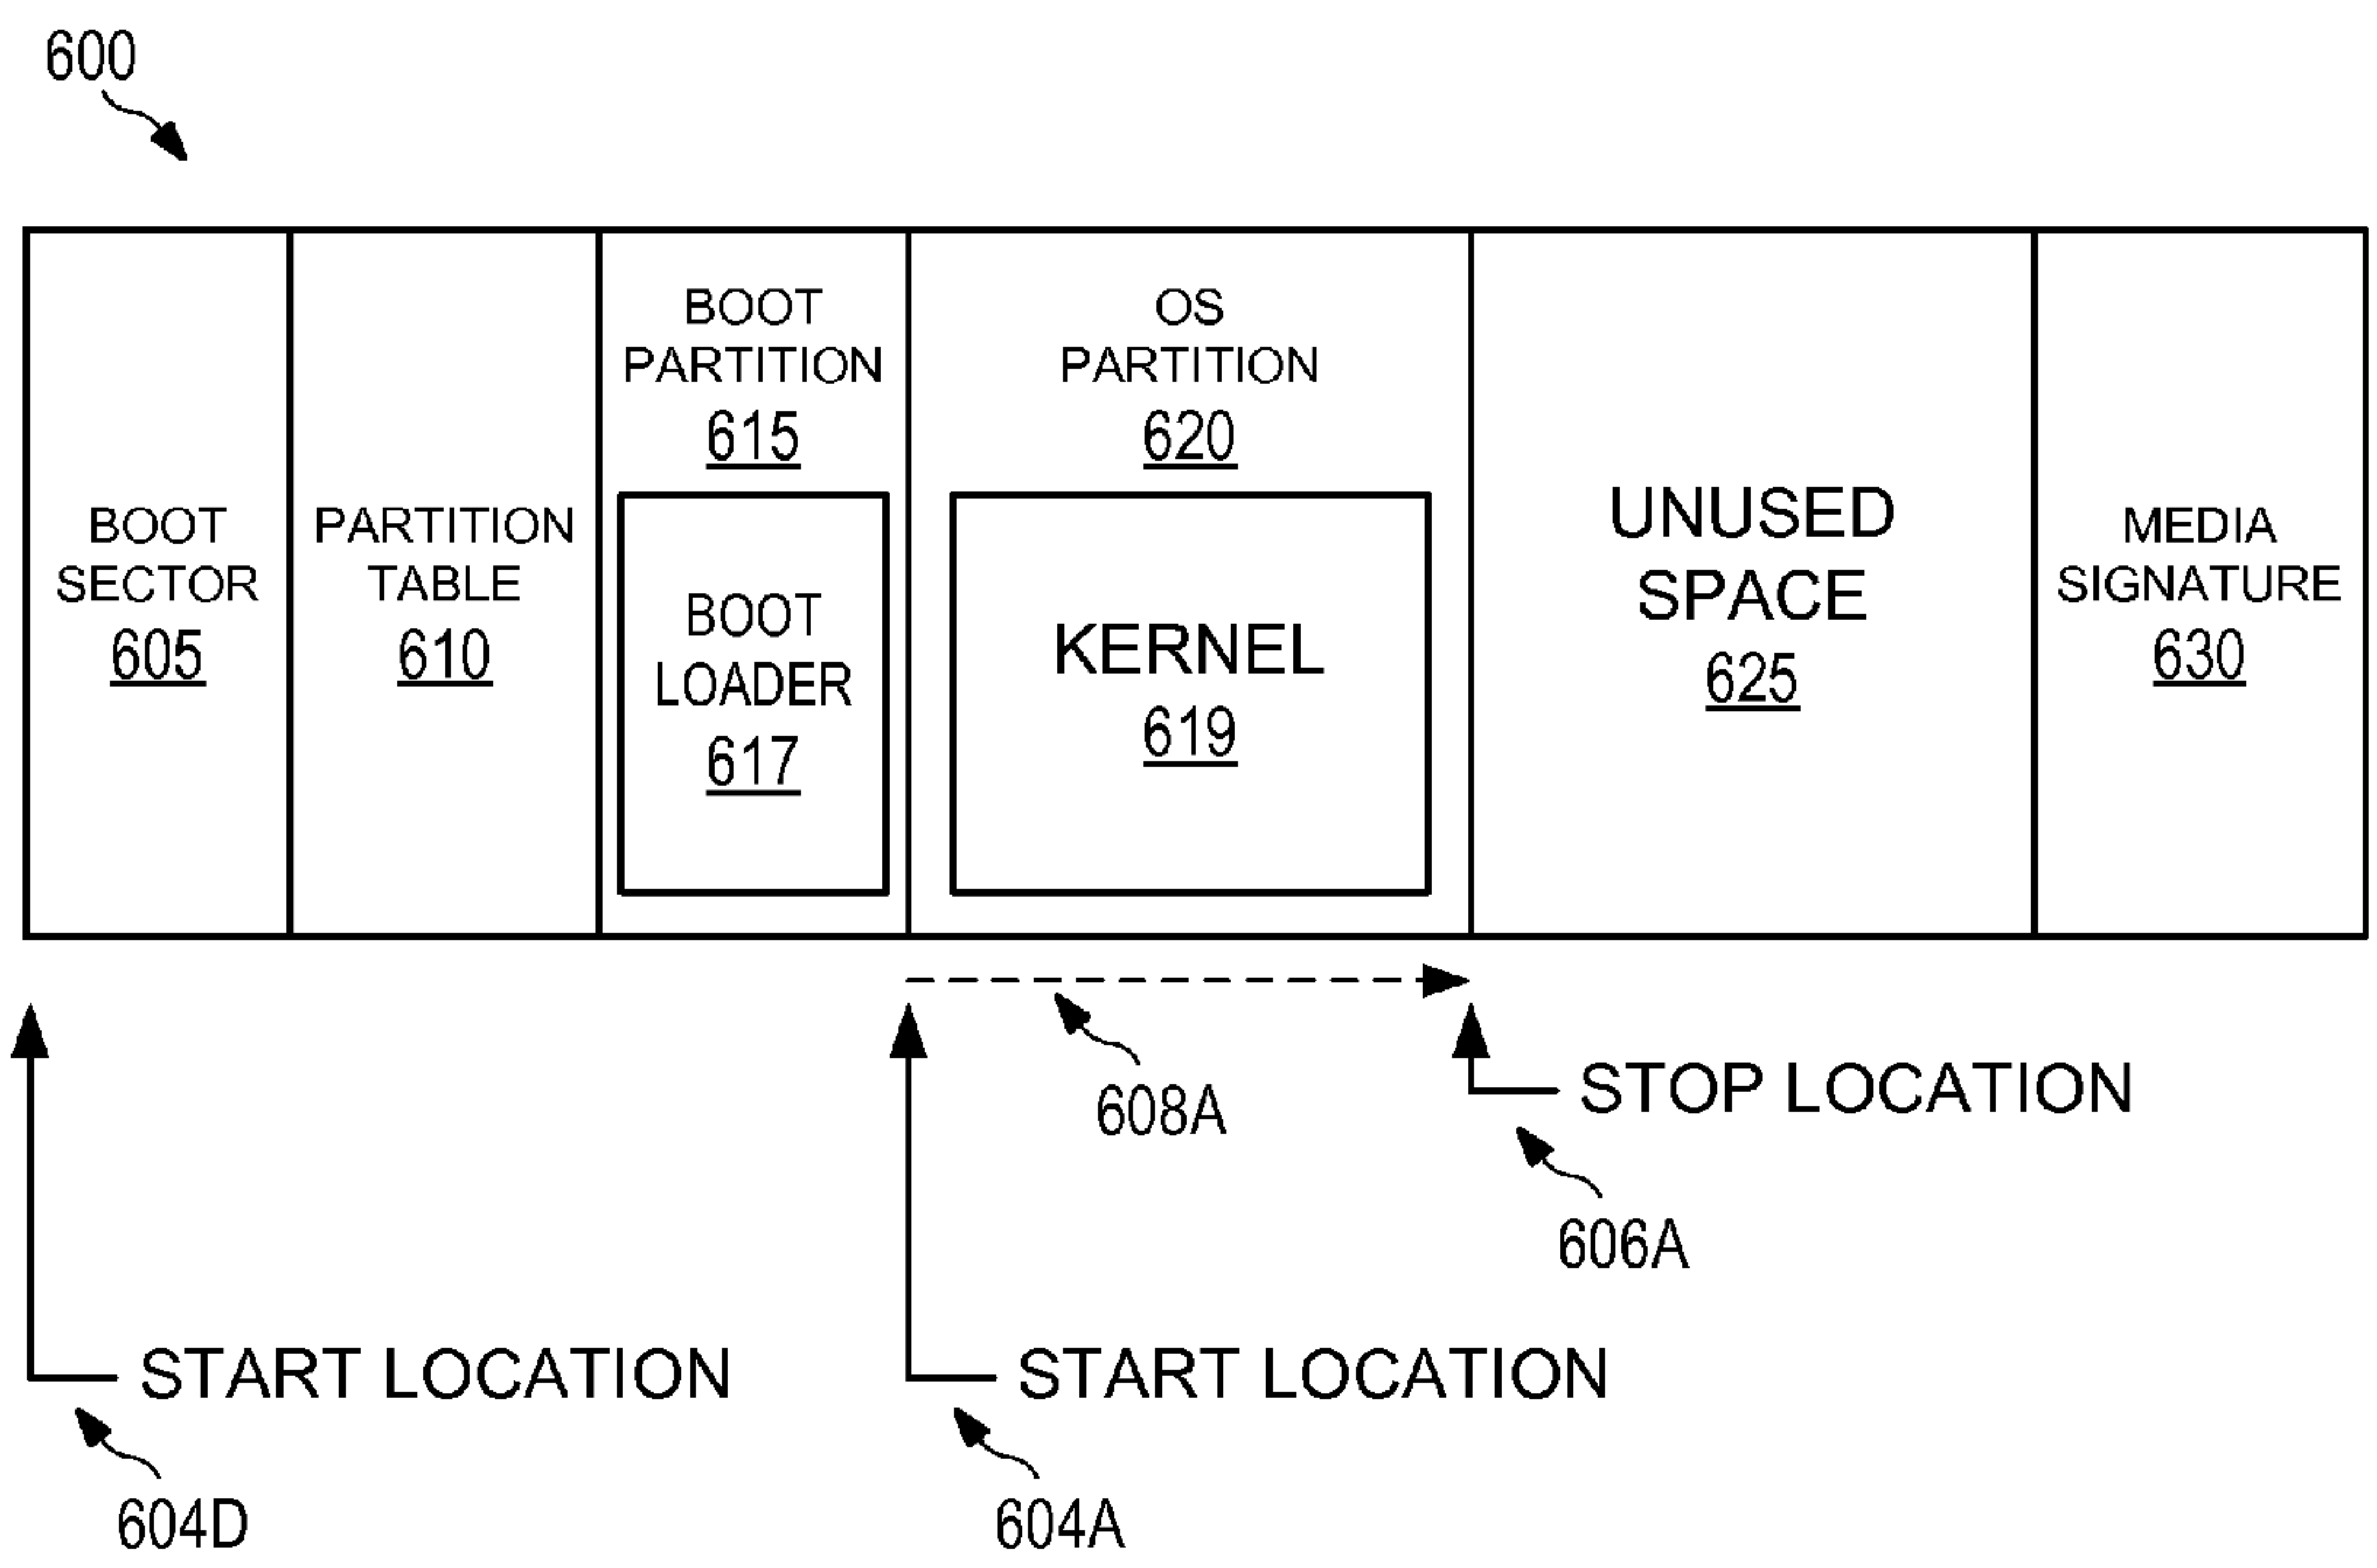 600
BOOT
SECTOR
605
PARTITION
TABLE
610
BOOT
PARTITION
615
BOOT
LOADER
617
OS
PARTITION
620
KERNEL
619
UNUSED
SPACE
625
MEDIA
SIGNATURE
630
608A
STOP LOCATION
606A
START LOCATION
604D
START LOCATION
604A